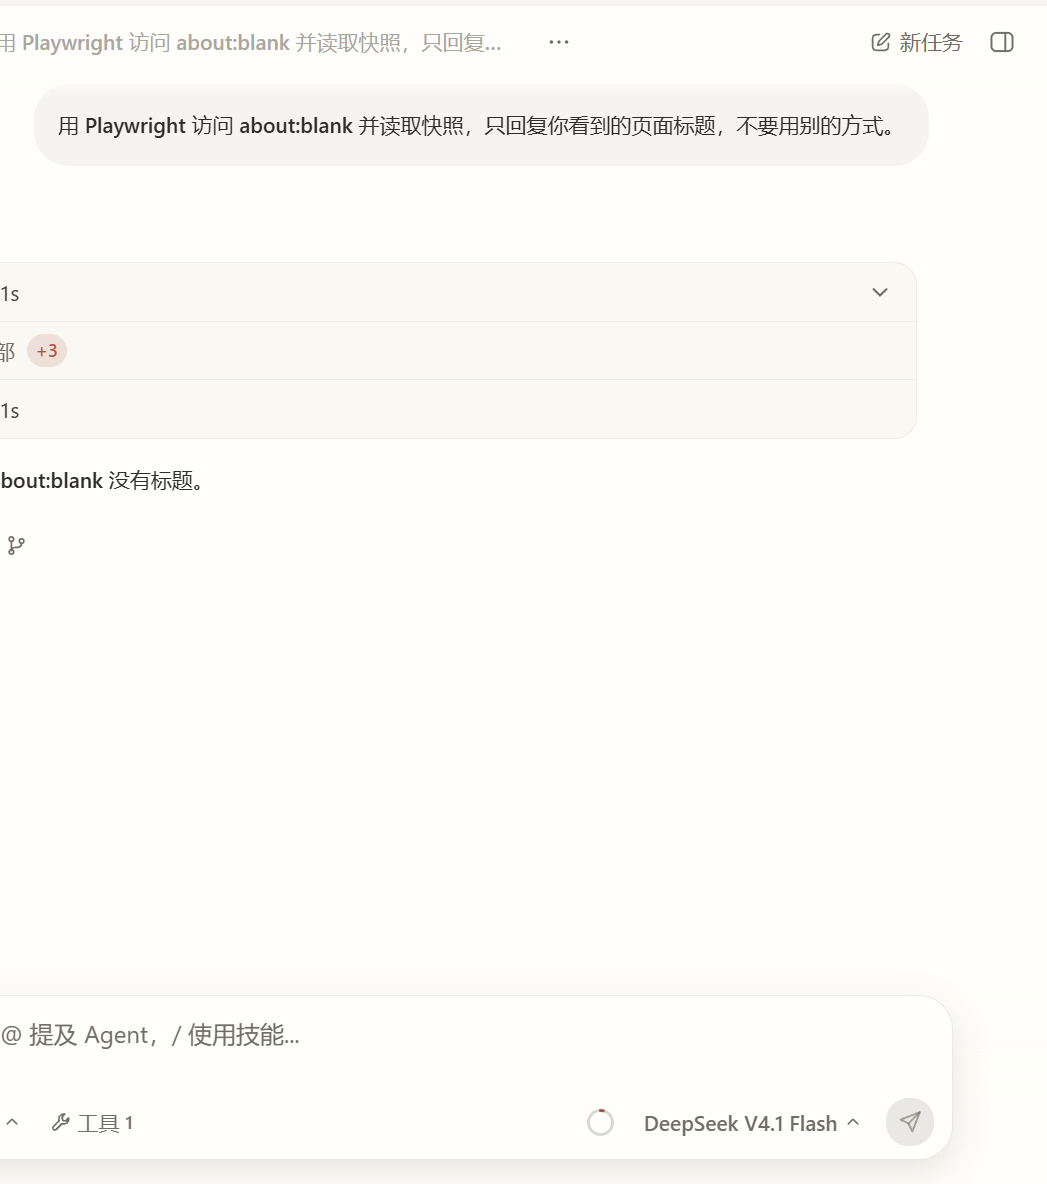 用 Playwright 访问 about:blank 并读取快照，只回复... ···
新任务
用 Playwright 访问 about:blank 并读取快照，只回复你看到的页面标题，不要用别的方式。
1s
部 +3
1s
bout:blank 没有标题。
@ 提及 Agent，/ 使用技能...
工具 1
DeepSeek V4.1 Flash